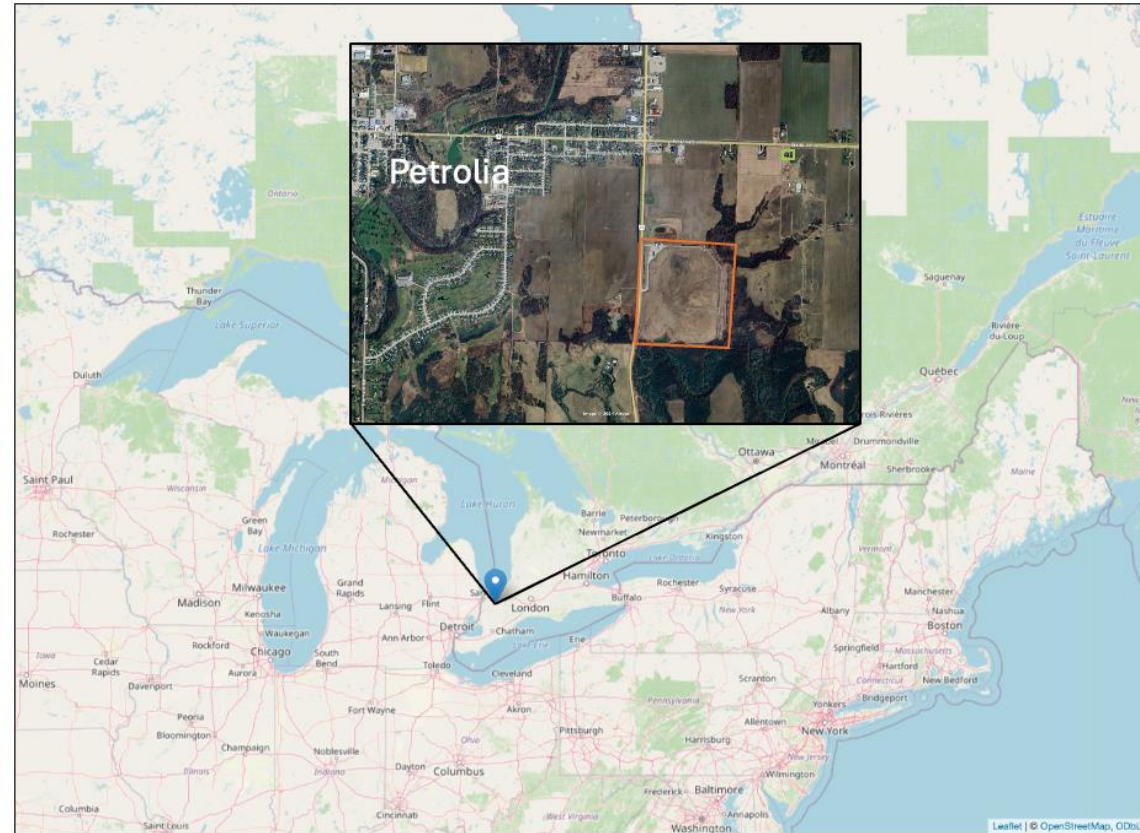 Petrolia
Ontario
Estuaire
Maritime
du Fleuve
Saint-Laurent
Saguenay
Thunder
Bay
Rivière-
du-Loup
Lake Superior
Duluth
Québec
Drummondville
Ottawa
Montréal
Sherbrooke
Maine
Saint Paul
Wisconsin
Michigan
Lake Huron
Barrie
Peterborough
Green
Bay
Newmarket
Kingston
Rochester
Vermont
Toronto
Lake Ontario
Lake Michigan
Hamilton
Milwaukee
Grand
Rapids
Rochester
Syracuse
Manchester
Madison
Lansing
Flint
London
Buffalo
New York
Albany
Nashua
Kenosha
Detroit
Boston
Waukegan
Ann Arbor
Chatham
Rockford
Erie
Springfield
Massachusetts
Chicago
South
Bend
Lake Erie
Hartford
Iowa
Cedar
Rapids
Aurora
Toledo
Cleveland
Scranton
Connecticut
New Bedford
Moines
Davenport
Bridgeport
Akron
Pennsylvania
Yonkers
Fort Wayne
Peoria
Allentown
New York
Bloomington
Pittsburgh
Champaign
Ohio
Harrisburg
Noblesville
New Jersey
Illinois
Indiana
Dayton
Columbus
Wilmington
Frederick
Baltimore
Columbia
Cincinnati
West Virginia
Annapolis
Saint Louis
Washington
Leaflet | © OpenStreetMap, ODbL